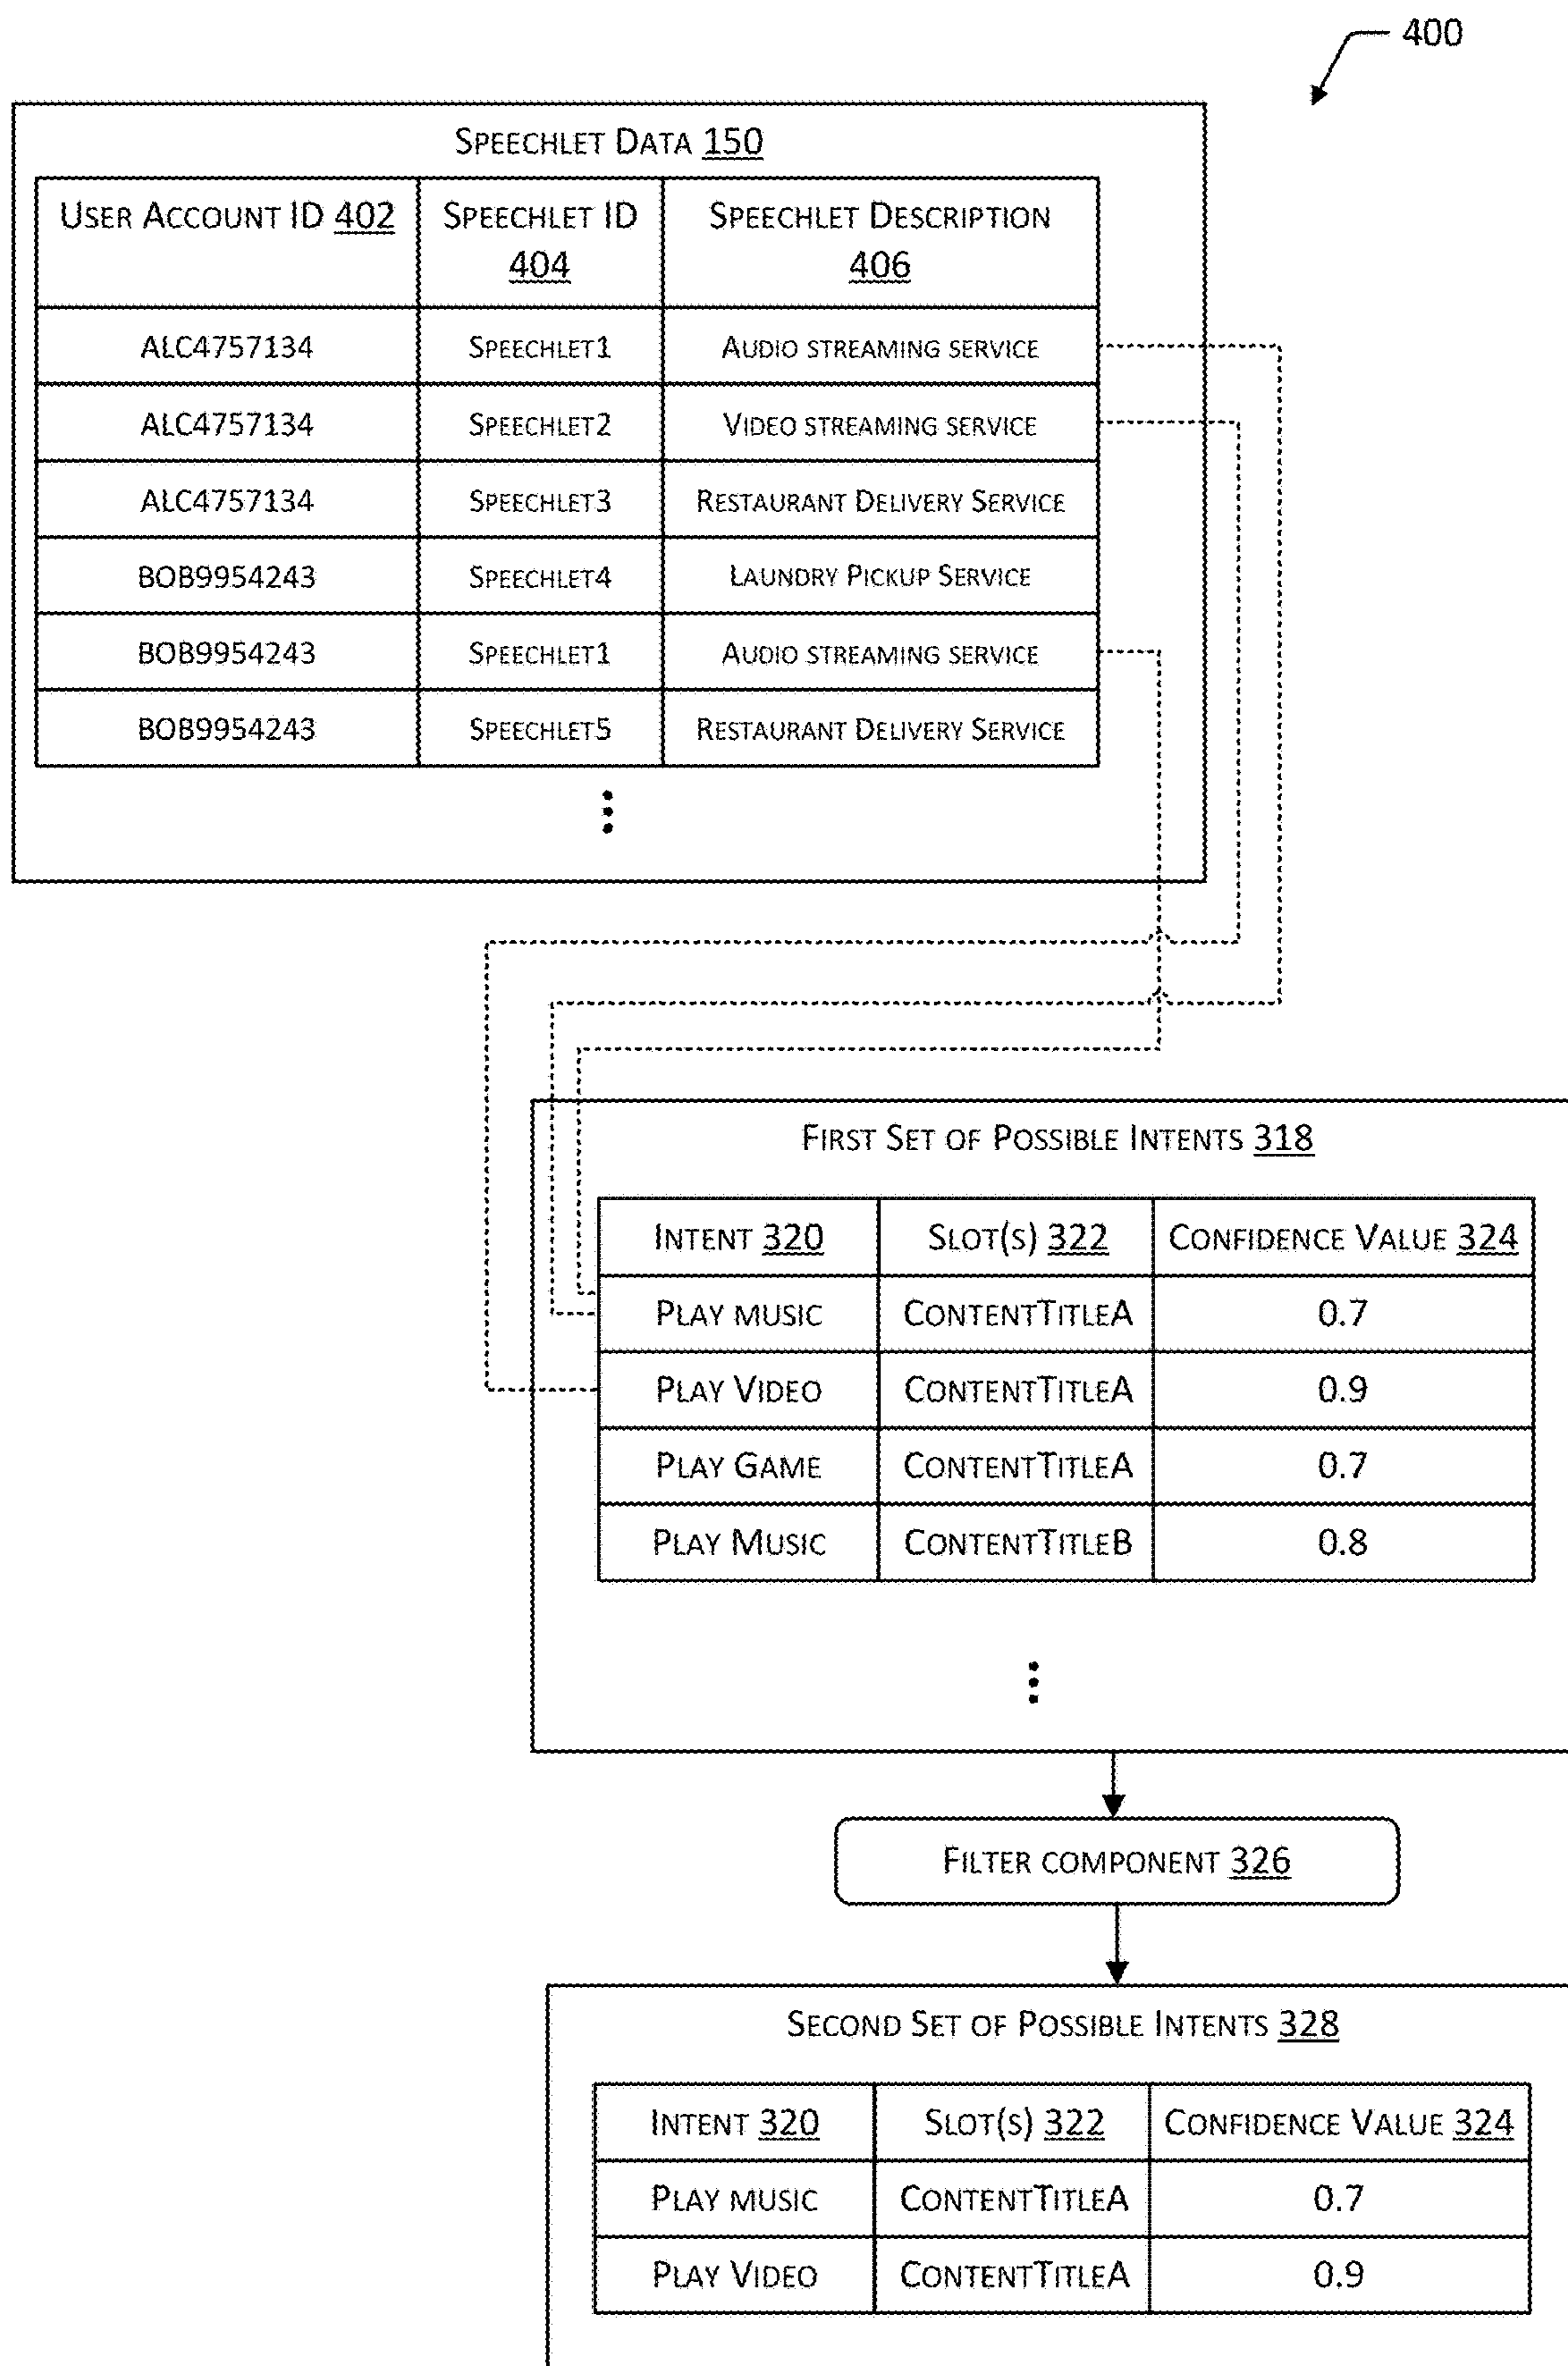 400
SPEECHLET DATA 150
USER ACCOUNT ID 402 SPEECHLET ID 404 SPEECHLET DESCRIPTION 406
ALC4757134 SPEECHLET1 AUDIO STREAMING SERVICE
ALC4757134 SPEECHLET2 VIDEO STREAMING SERVICE
ALC4757134 SPEECHLET3 RESTAURANT DELIVERY SERVICE
BOB9954243 SPEECHLET4 LAUNDRY PICKUP SERVICE
BOB9954243 SPEECHLET1 AUDIO STREAMING SERVICE
BOB9954243 SPEECHLET5 RESTAURANT DELIVERY SERVICE
FIRST SET OF POSSIBLE INTENTS 318
INTENT 320 SLOT(S) 322 CONFIDENCE VALUE 324
PLAY MUSIC CONTENTTITLEA 0.7
PLAY VIDEO CONTENTTITLEA 0.9
PLAY GAME CONTENTTITLEA 0.7
PLAY MUSIC CONTENTTITLEB 0.8
FILTER COMPONENT 326
SECOND SET OF POSSIBLE INTENTS 328
INTENT 320 SLOT(S) 322 CONFIDENCE VALUE 324
PLAY MUSIC CONTENTTITLEA 0.7
PLAY VIDEO CONTENTTITLEA 0.9